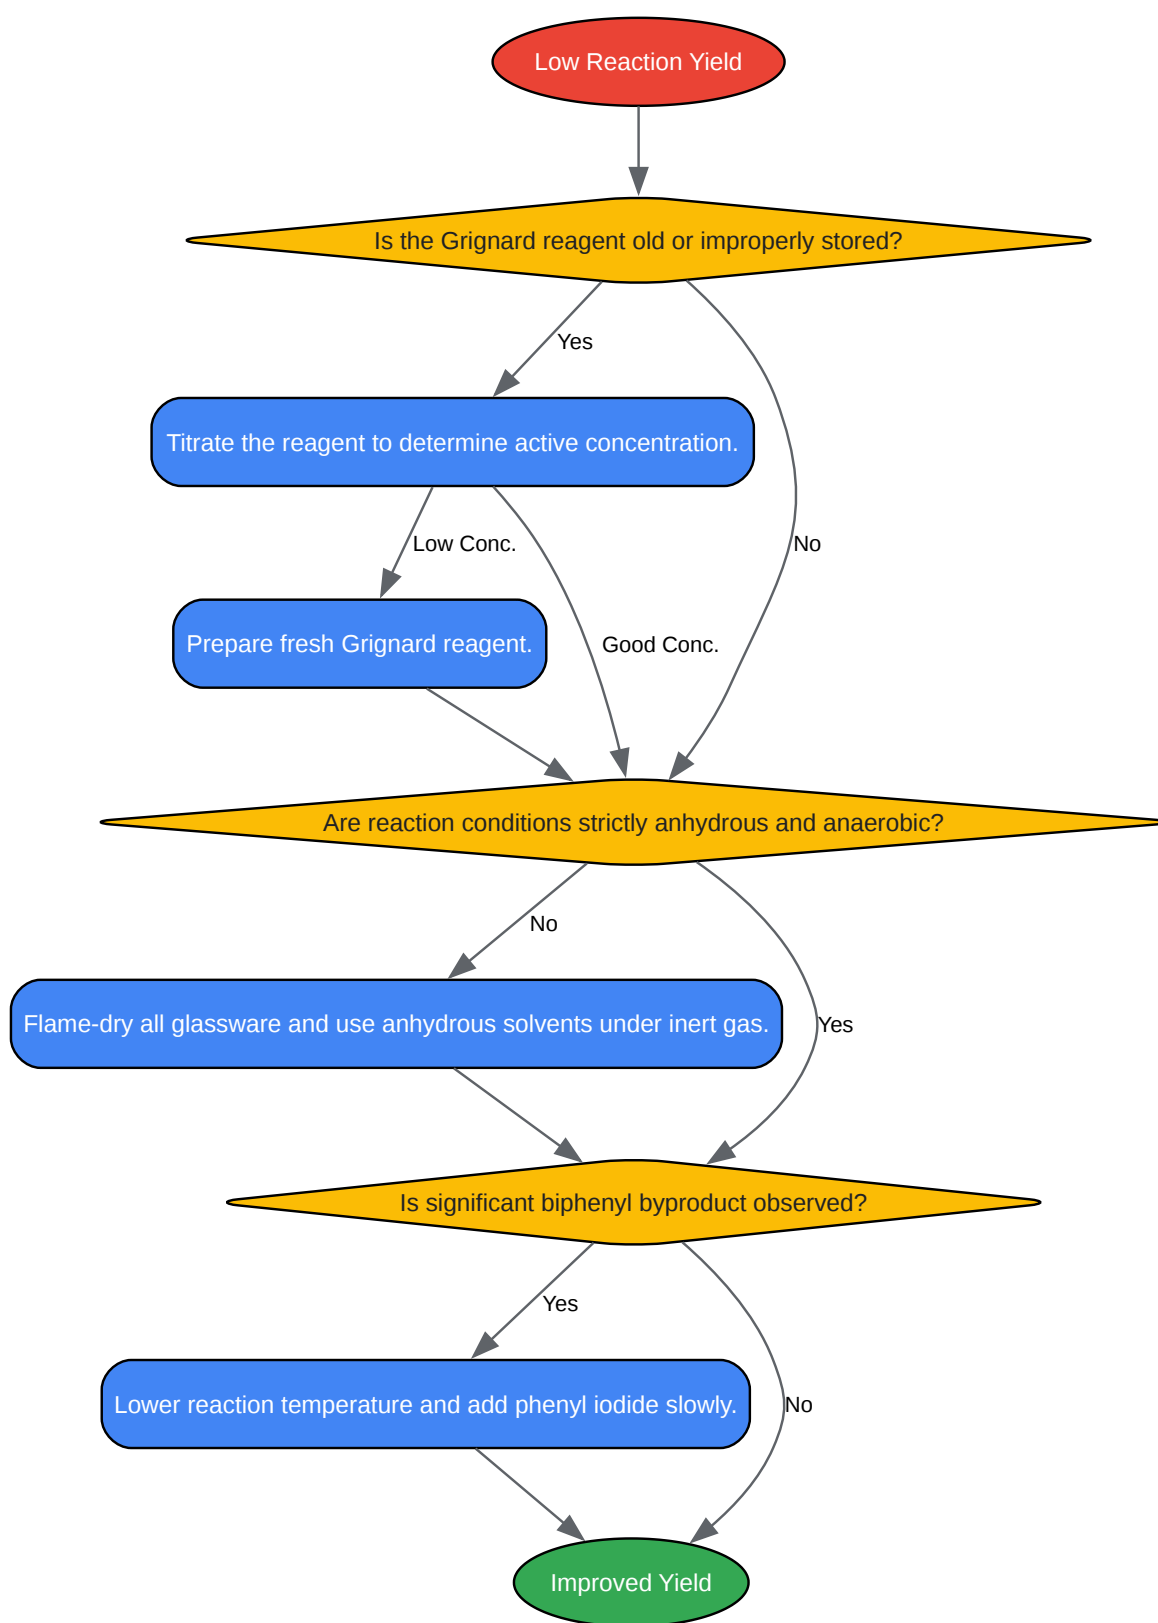 Low Reaction Yield
Is the Grignard reagent old or improperly stored?
Yes
Titrate the reagent to determine active concentration.
Low Conc.
No
Prepare fresh Grignard reagent.
Good Conc.
Are reaction conditions strictly anhydrous and anaerobic?
No
Flame-dry all glassware and use anhydrous solvents under inert gas.
Yes
Is significant biphenyl byproduct observed?
Yes
Lower reaction temperature and add phenyl iodide slowly.
No
Improved Yield